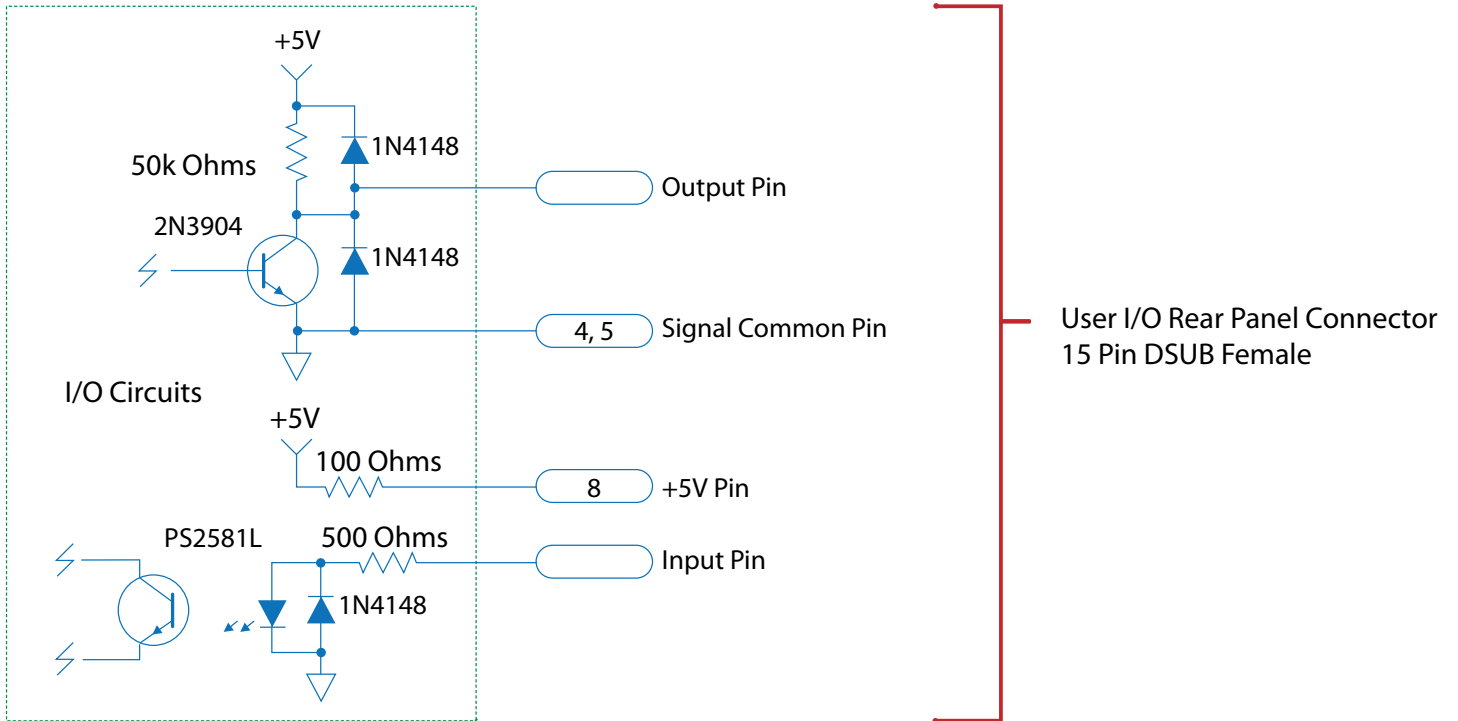 +5V
50k Ohms
1N4148
Output Pin
2N3904
1N4148
4, 5
Signal Common Pin
User I/O Rear Panel Connector
15 Pin DSUB Female
I/O Circuits
+5V
100 Ohms
8
+5V Pin
PS2581L
500 Ohms
Input Pin
1N4148